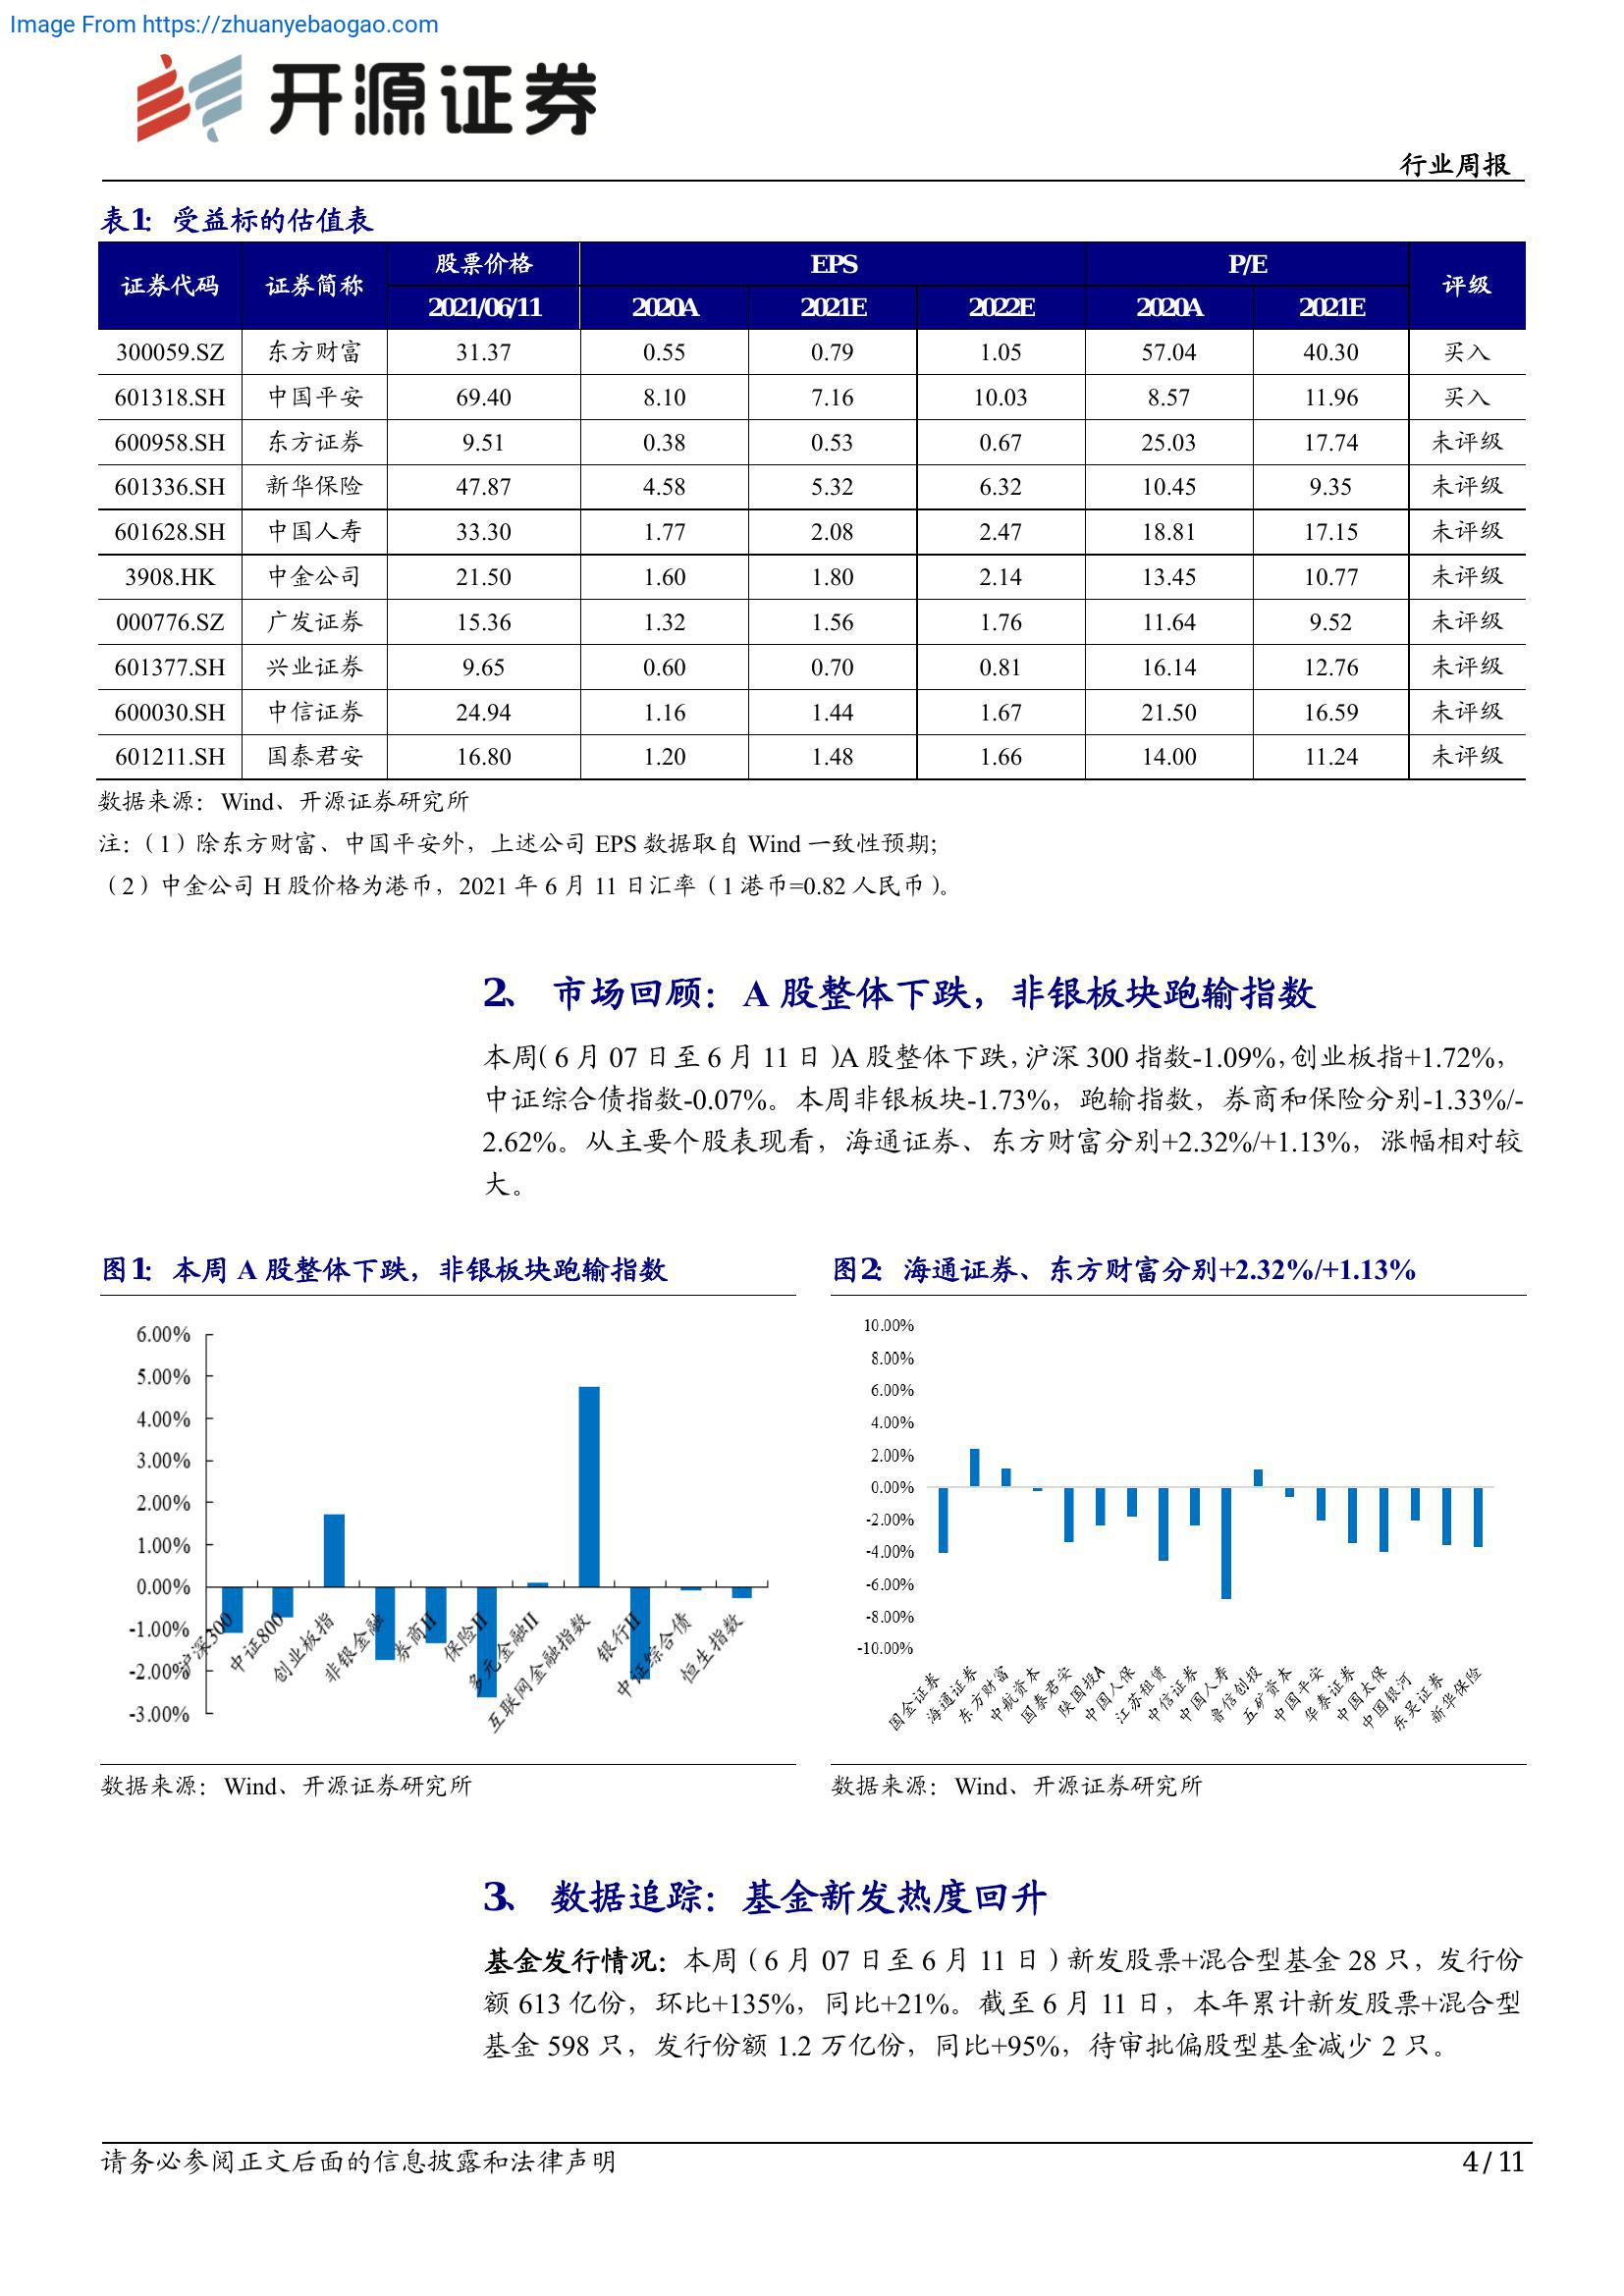 Image From https://zhuanyebaogao.com
开源证券
行业周报
表1: 受益标的估值表
证券代码 证券简称 股票价格 EPS P/E 评级
2021/06/11 2020A 2021E 2022E 2020A 2021E
300059.SZ 东方财富 31.37 0.55 0.79 1.05 57.04 40.30 买入
601318.SH 中国平安 69.40 8.10 7.16 10.03 8.57 11.96 买入
600958.SH 东方证券 9.51 0.38 0.53 0.67 25.03 17.74 未评级
601336.SH 新华保险 47.87 4.58 5.32 6.32 10.45 9.35 未评级
601628.SH 中国人寿 33.30 1.77 2.08 2.47 18.81 17.15 未评级
3908.HK 中金公司 21.50 1.60 1.80 2.14 13.45 10.77 未评级
000776.SZ 广发证券 15.36 1.32 1.56 1.76 11.64 9.52 未评级
601377.SH 兴业证券 9.65 0.60 0.70 0.81 16.14 12.76 未评级
600030.SH 中信证券 24.94 1.16 1.44 1.67 21.50 16.59 未评级
601211.SH 国泰君安 16.80 1.20 1.48 1.66 14.00 11.24 未评级
数据来源：Wind、开源证券研究所
注：（1）除东方财富、中国平安外，上述公司 EPS 数据取自 Wind 一致性预期;
（2）中金公司 H 股价格为港币，2021 年 6 月 11 日汇率（1 港币=0.82 人民币）。
2、 市场回顾：A 股整体下跌，非银板块跑输指数
本周（6 月 07 日至 6 月 11 日）A 股整体下跌，沪深 300 指数-1.09%，创业板指+1.72%，
中证综合债指数-0.07%。本周非银板块-1.73%，跑输指数，券商和保险分别-1.33%/-
2.62%。从主要个股表现看，海通证券、东方财富分别+2.32%/+1.13%，涨幅相对较
大。
图1: 本周 A 股整体下跌，非银板块跑输指数
6.00%
5.00%
4.00%
3.00%
2.00%
1.00%
0.00%
-1.00%
-2.00%
-3.00%
沪深300 中证800 创业板指 非银金融 券商II 保险II 多元金融II 互联网金融指数 银行II 中证综合债 恒生指数
数据来源：Wind、开源证券研究所
图2: 海通证券、东方财富分别+2.32%/+1.13%
10.00%
8.00%
6.00%
4.00%
2.00%
0.00%
-2.00%
-4.00%
-6.00%
-8.00%
-10.00%
国金证券 海通证券 东方财富 中航资本 国泰君安 陕国投A 中国人保 江苏租赁 中信证券 中国人寿 鲁信创投 五矿资本 中国平安 华泰证券 中国太保 中国银河 东吴证券 新华保险
数据来源：Wind、开源证券研究所
3、 数据追踪：基金新发热度回升
基金发行情况：本周（6 月 07 日至 6 月 11 日）新发股票+混合型基金 28 只，发行份
额 613 亿份，环比+135%，同比+21%。截至 6 月 11 日，本年累计新发股票+混合型
基金 598 只，发行份额 1.2 万亿份，同比+95%，待审批偏股型基金减少 2 只。
请务必参阅正文后面的信息披露和法律声明
4 / 11